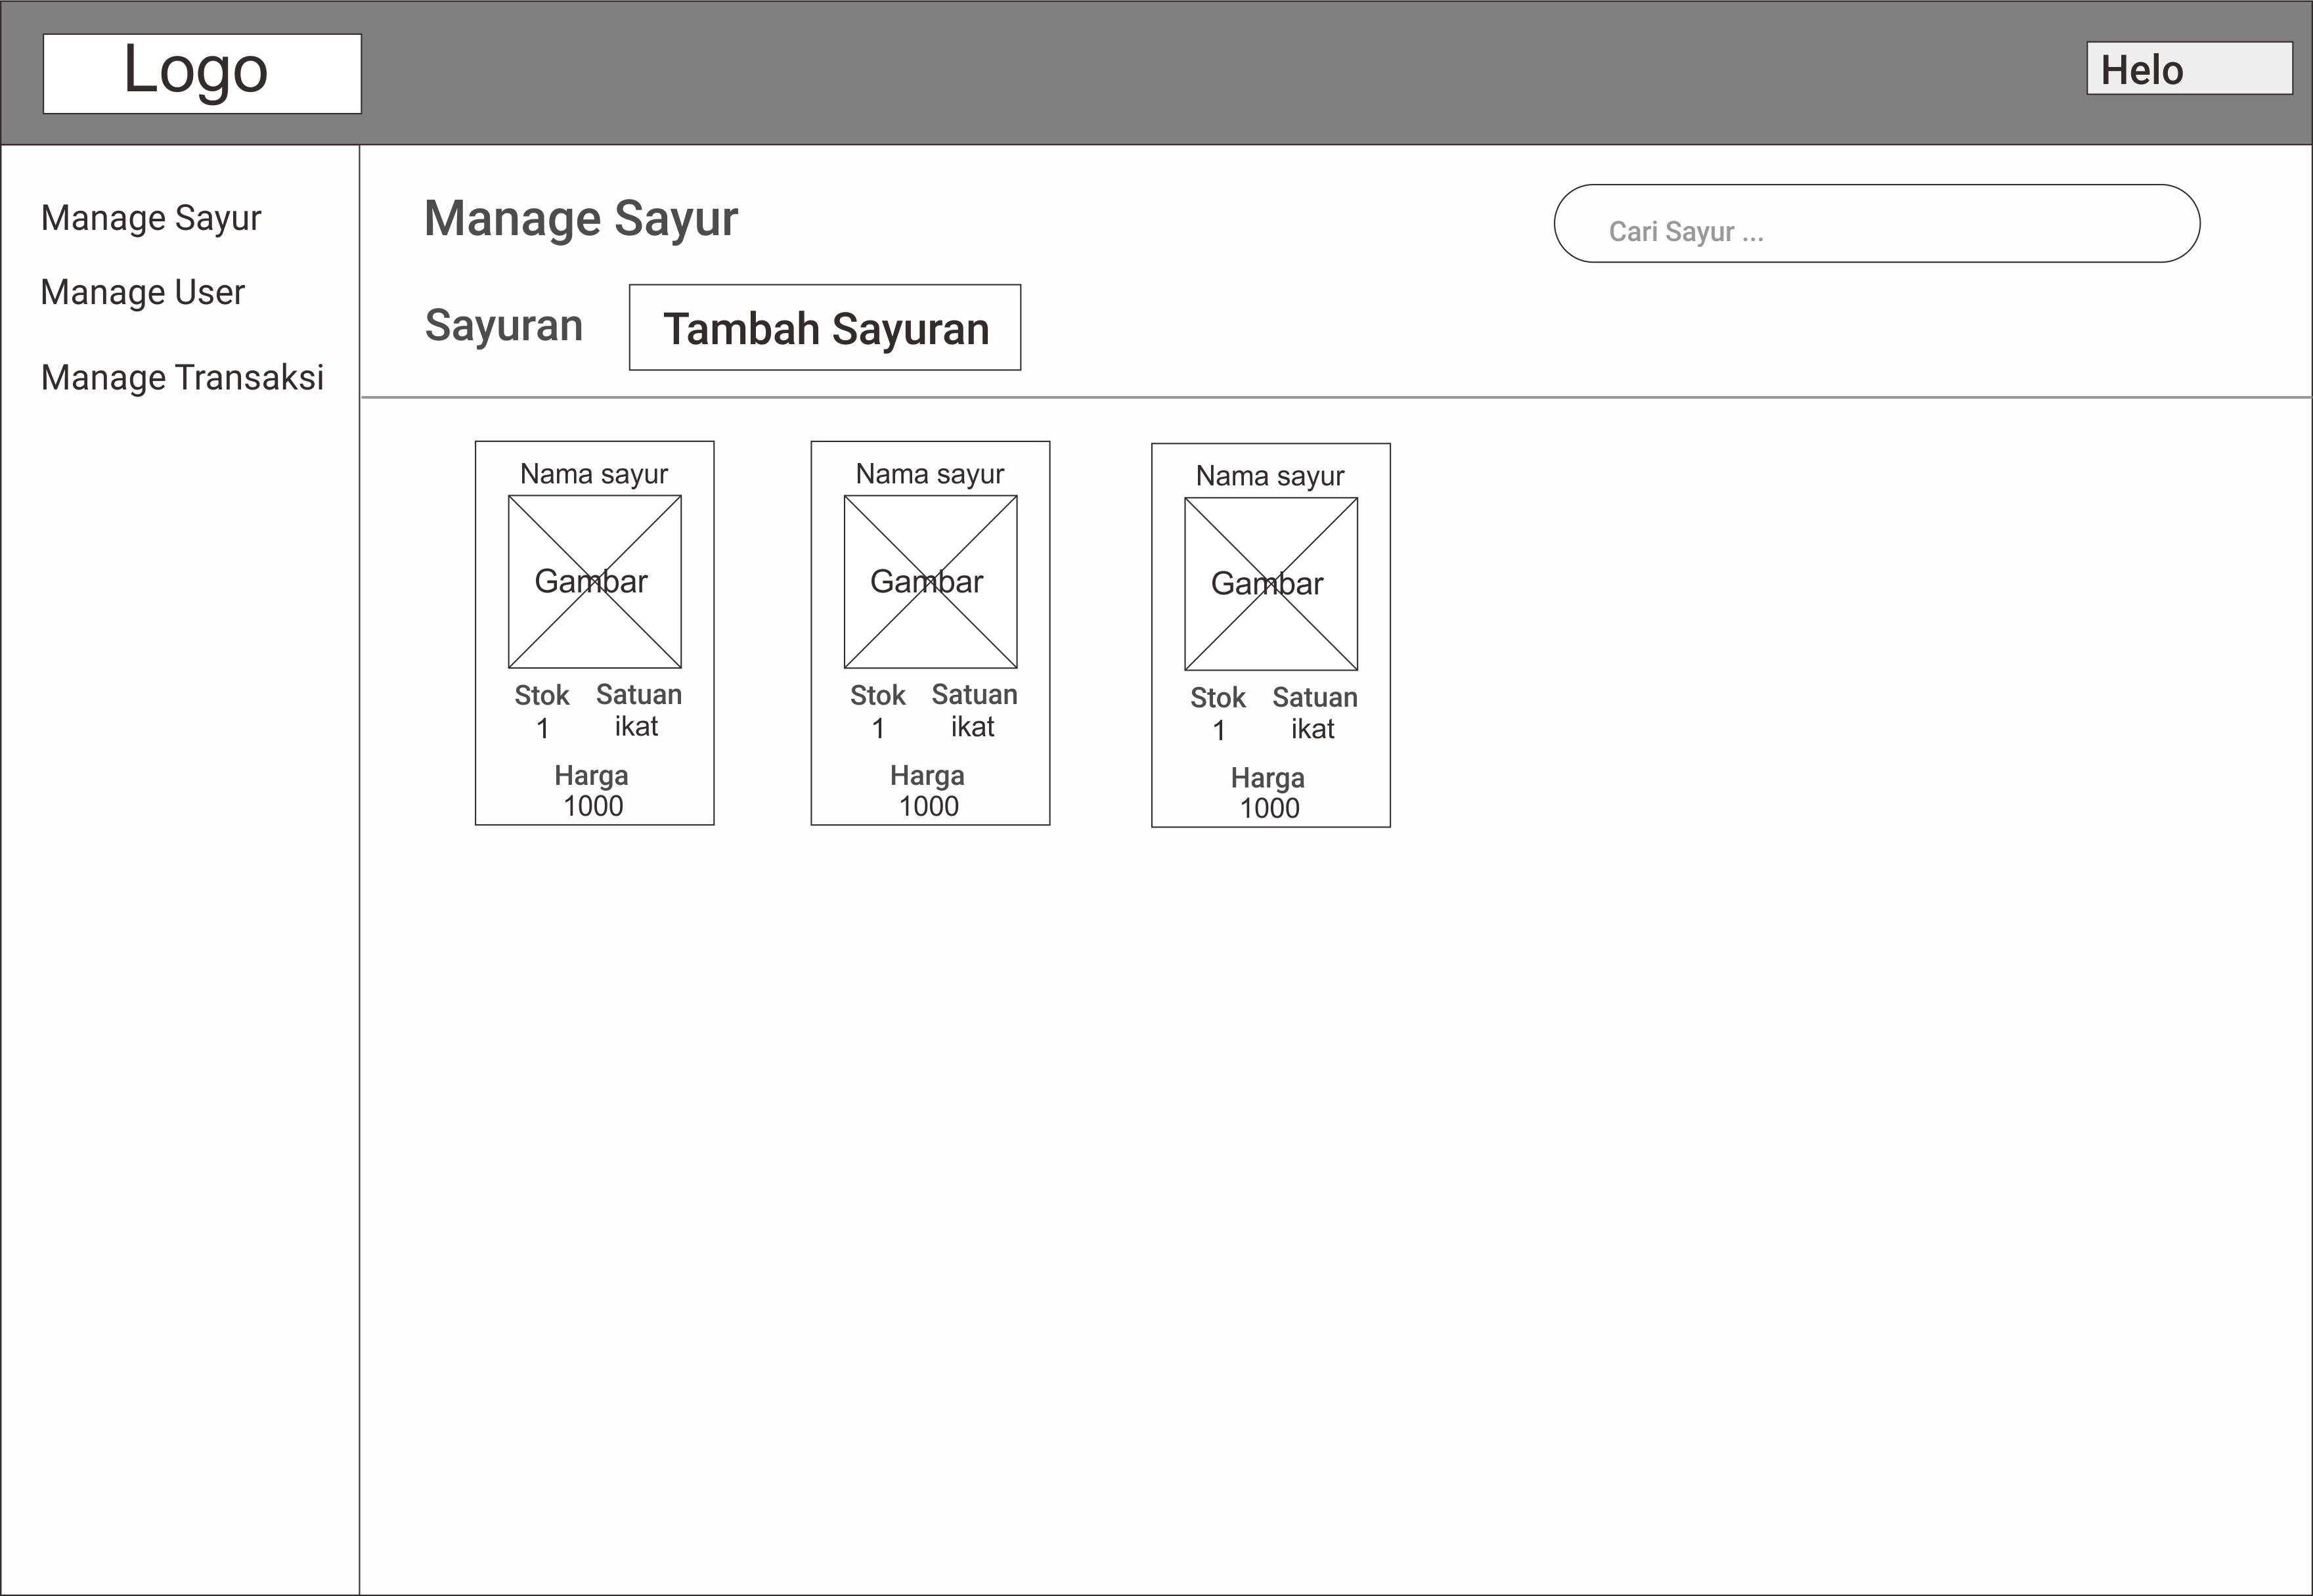 Logo
Helo
Manage Sayur
Manage User
Manage Transaksi
Manage Sayur
Cari Sayur ...
Sayuran
Tambah Sayuran
Nama sayur
Gambar
Stok Satuan
1 ikat
Harga
1000
Nama sayur
Gambar
Stok Satuan
1 ikat
Harga
1000
Nama sayur
Gambar
Stok Satuan
1 ikat
Harga
1000